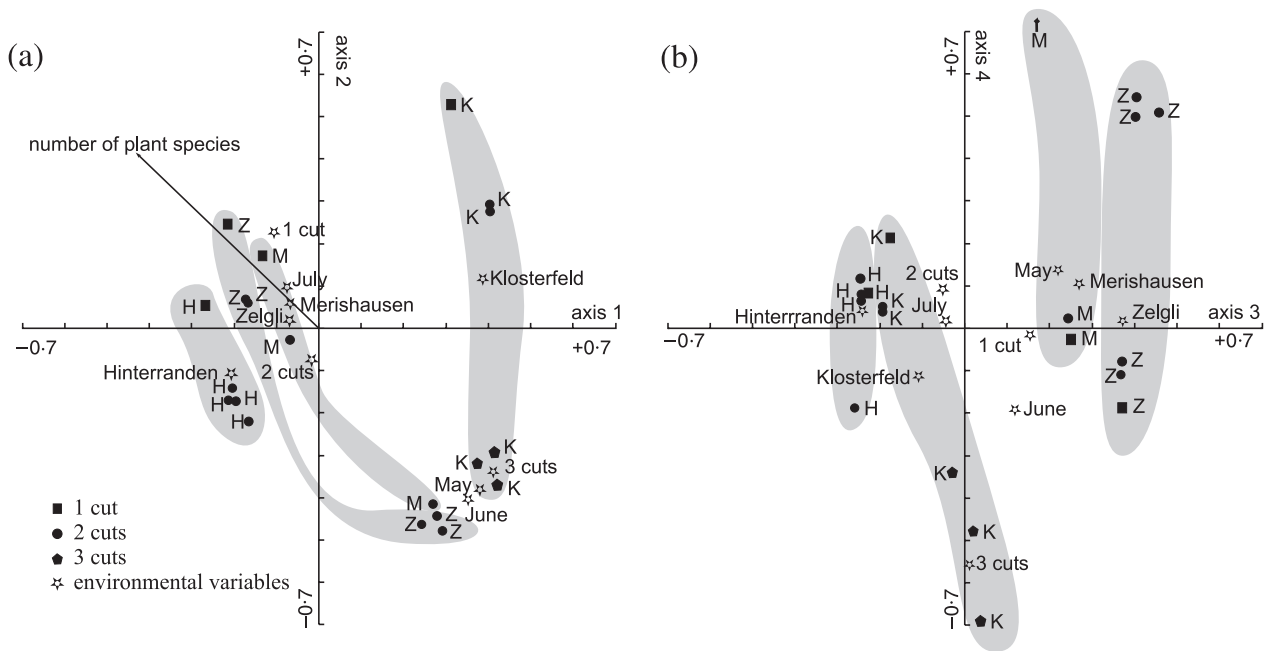 (a)
+0·7
axis 2
K
number of plant species
K
K
Z
1 cut
M
July
Klosterfeld
Z
Z
Merishausen
H
Zelgli
axis 1
−0.7
+0.7
M
2 cuts
Hinterranden
H
H
H
H
K
K
3 cuts
May
K
M
June
Z
Z
Z
1 cut
2 cuts
3 cuts
environmental variables
−0·7
(b)
+0·7
axis 4
M
Z
Z
Z
K
May
Merishausen
2 cuts
H
H
H
K
H
July
K
Hinterrranden
Zelgli
axis 3
M
−0.7
+0.7
1 cut
M
Z
Klosterfeld
Z
H
June
Z
K
K
3 cuts
−0·7
K